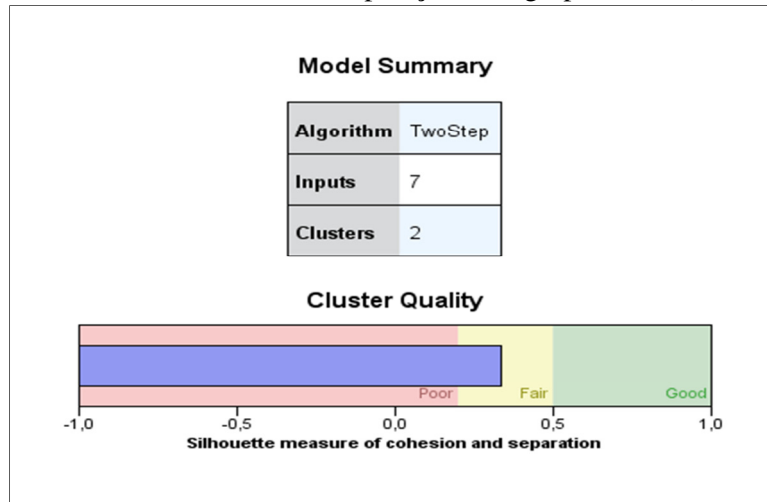 Model Summary
Algorithm TwoStep
Inputs 7
Clusters 2
Cluster Quality
Poor Fair Good
-1,0 -0,5 0,0 0,5 1,0
Silhouette measure of cohesion and separation